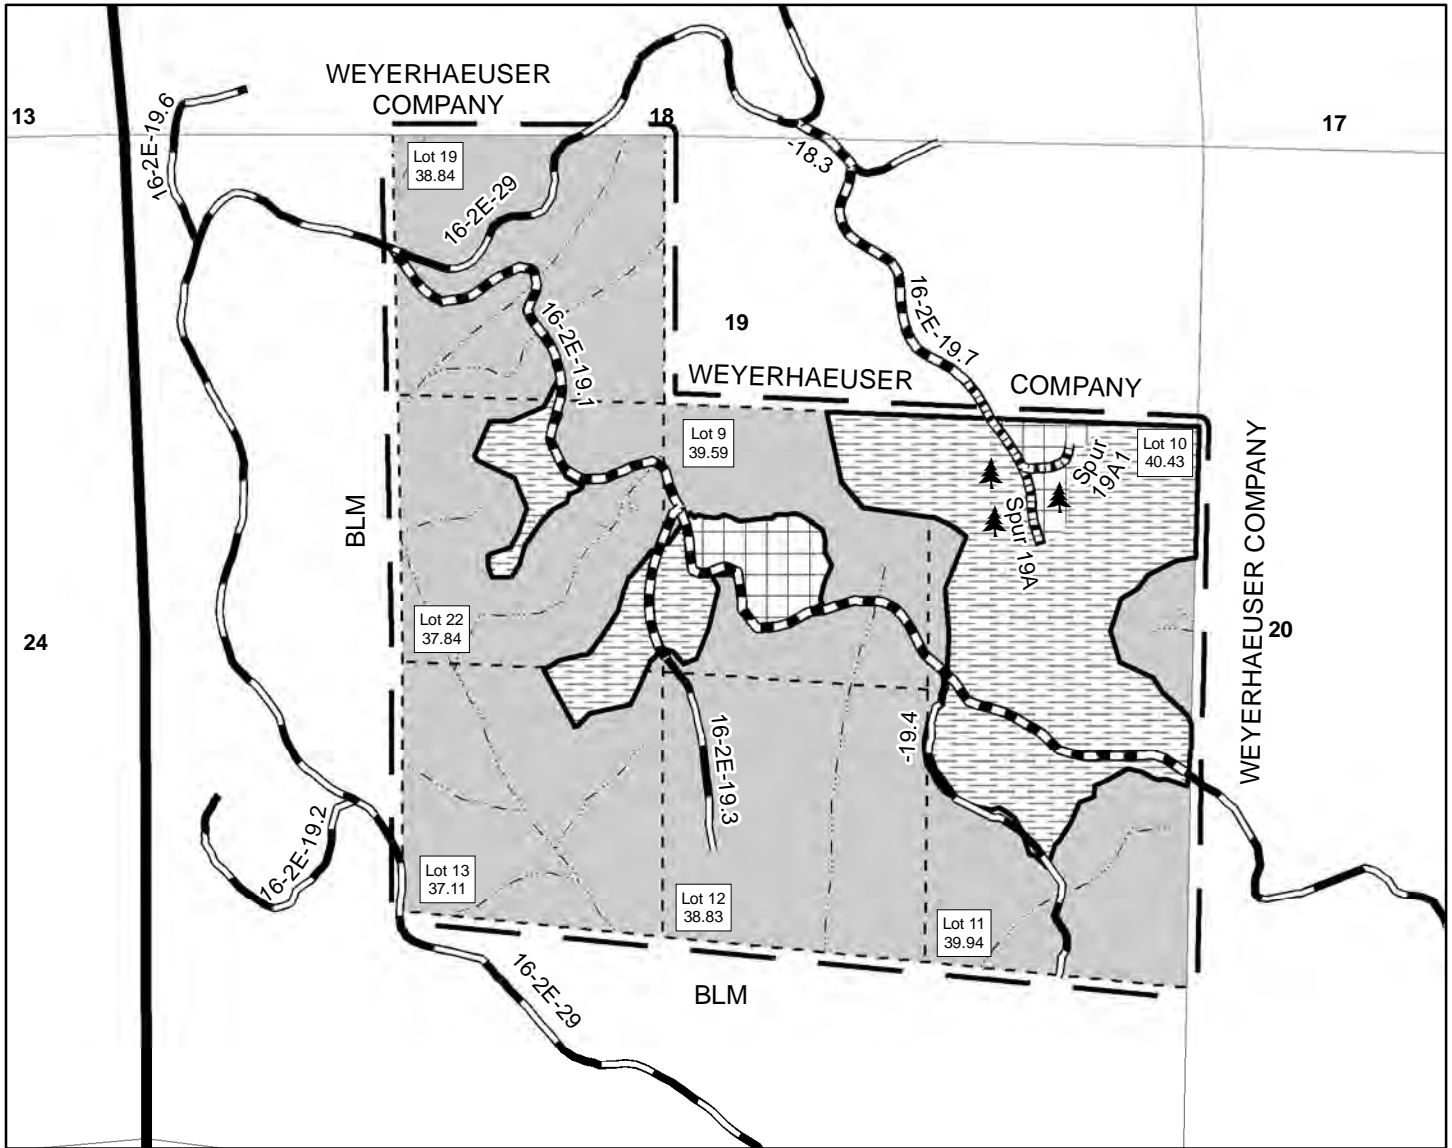 WEYERHAEUSER
COMPANY
13
18
17
16-2E-19.6
Lot 19
38.84
16-2E-29
-18.3
16-2E-19.1
19
16-2E-19.7
WEYERHAEUSER
COMPANY
Lot 9
39.59
Lot 10
40.43
Spur
19A1
Spur 19A
BLM
WEYERHAEUSER COMPANY
24
Lot 22
37.84
20
16-2E-19.3
-19.4
16-2E-19.2
Lot 13
37.11
Lot 12
38.83
Lot 11
39.94
16-2E-29
BLM